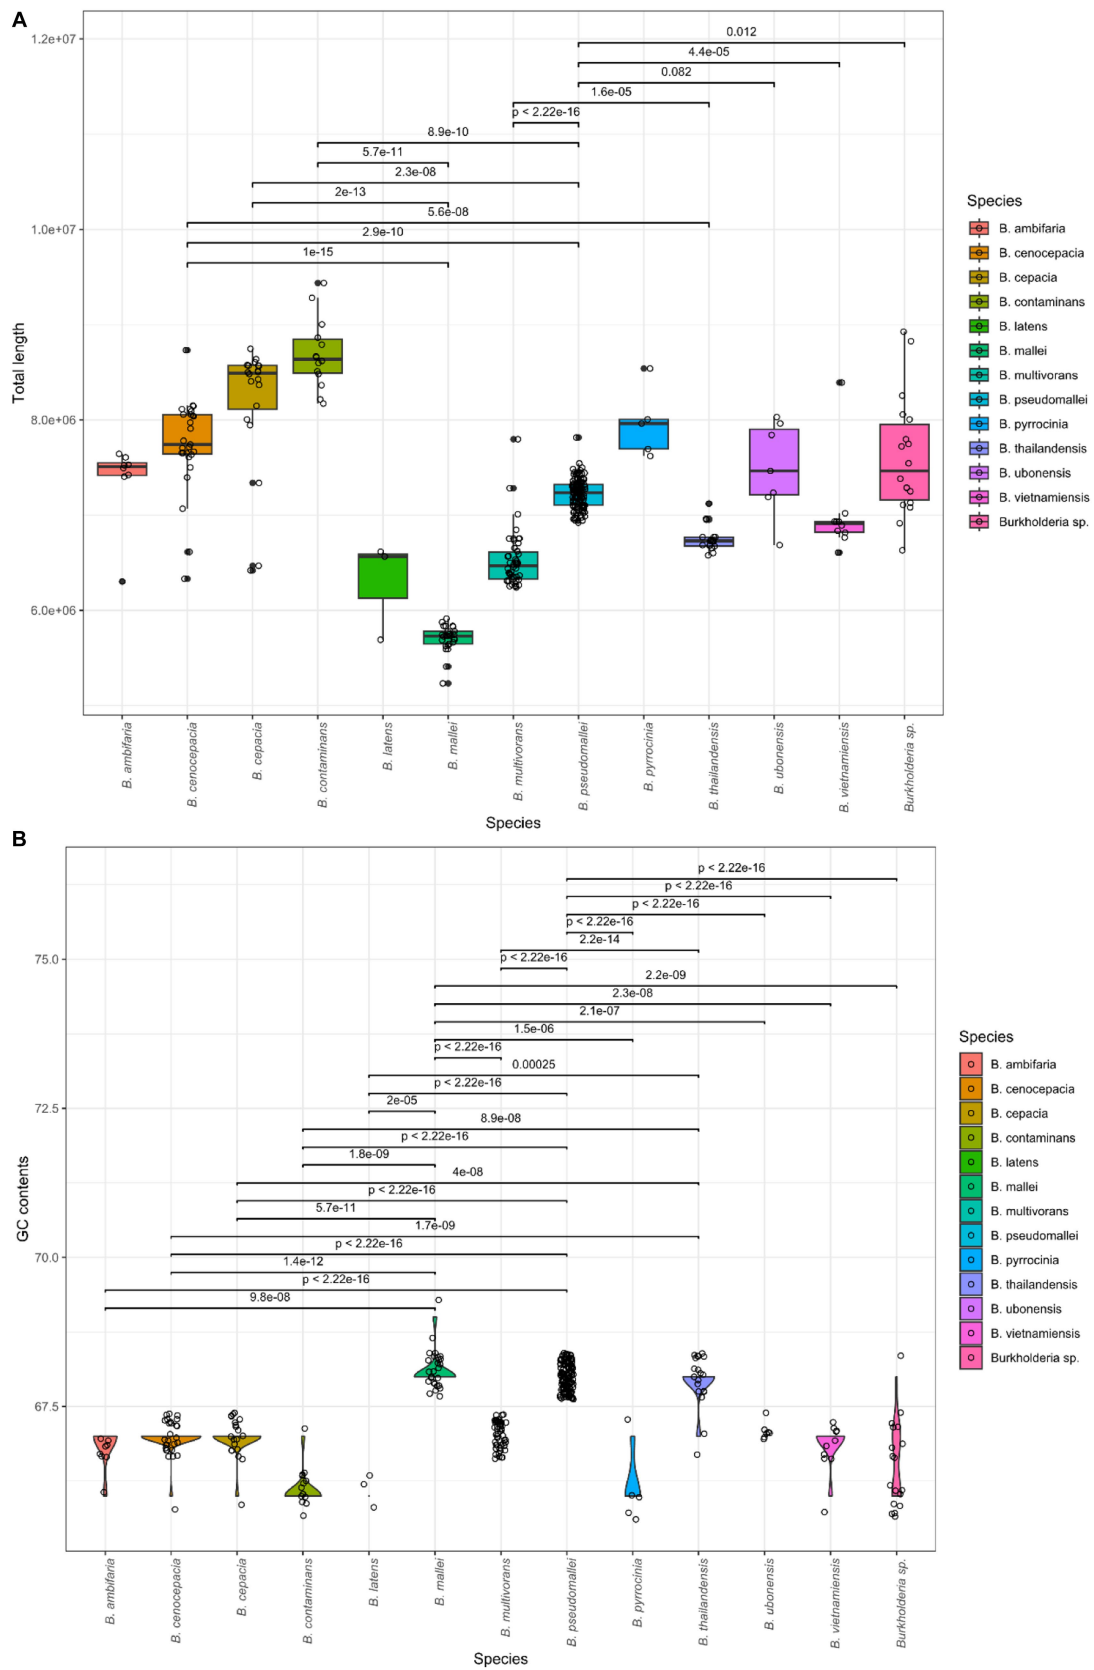 A
1.2e+07
1.0e+07
8.0e+06
6.0e+06
Total length
0.012
4.4e-05
0.082
1.6e-05
p < 2.22e-16
8.9e-10
5.7e-11
2.3e-08
2e-13
5.6e-08
2.9e-10
1e-15
B. ambifaria
B. cenocepacia
B. cepacia
B. contaminans
B. latens
B. mallei
B. multivorans
B. pseudomallei
B. pyrrocinia
B. thailandensis
B. ubonensis
B. vietnamiensis
Burkholderia sp.
Species
Species
B. ambifaria
B. cenocepacia
B. cepacia
B. contaminans
B. latens
B. mallei
B. multivorans
B. pseudomallei
B. pyrrocinia
B. thailandensis
B. ubonensis
B. vietnamiensis
Burkholderia sp.
B
75.0
72.5
70.0
67.5
GC contents
p < 2.22e-16
p < 2.22e-16
p < 2.22e-16
p < 2.22e-16
2.2e-14
p < 2.22e-16
2.2e-09
2.3e-08
2.1e-07
1.5e-06
p < 2.22e-16
0.00025
p < 2.22e-16
2e-05
8.9e-08
p < 2.22e-16
1.8e-09
4e-08
p < 2.22e-16
5.7e-11
1.7e-09
p < 2.22e-16
1.4e-12
p < 2.22e-16
9.8e-08
B. ambifaria
B. cenocepacia
B. cepacia
B. contaminans
B. latens
B. mallei
B. multivorans
B. pseudomallei
B. pyrrocinia
B. thailandensis
B. ubonensis
B. vietnamiensis
Burkholderia sp.
Species
Species
B. ambifaria
B. cenocepacia
B. cepacia
B. contaminans
B. latens
B. mallei
B. multivorans
B. pseudomallei
B. pyrrocinia
B. thailandensis
B. ubonensis
B. vietnamiensis
Burkholderia sp.